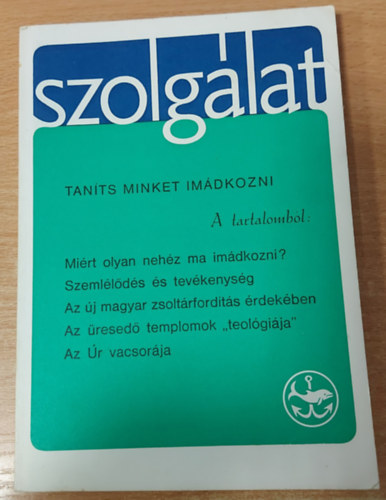 szolgálat
TANÍTS MINKET IMÁDKOZNI
A tartalomból:
Miért olyan nehéz ma imádkozni?
Szemlélődés és tevékenység
Az új magyar zsoltárfordítás érdekében
Az üresedő templomok „teológiája"
Az Úr vacsorája